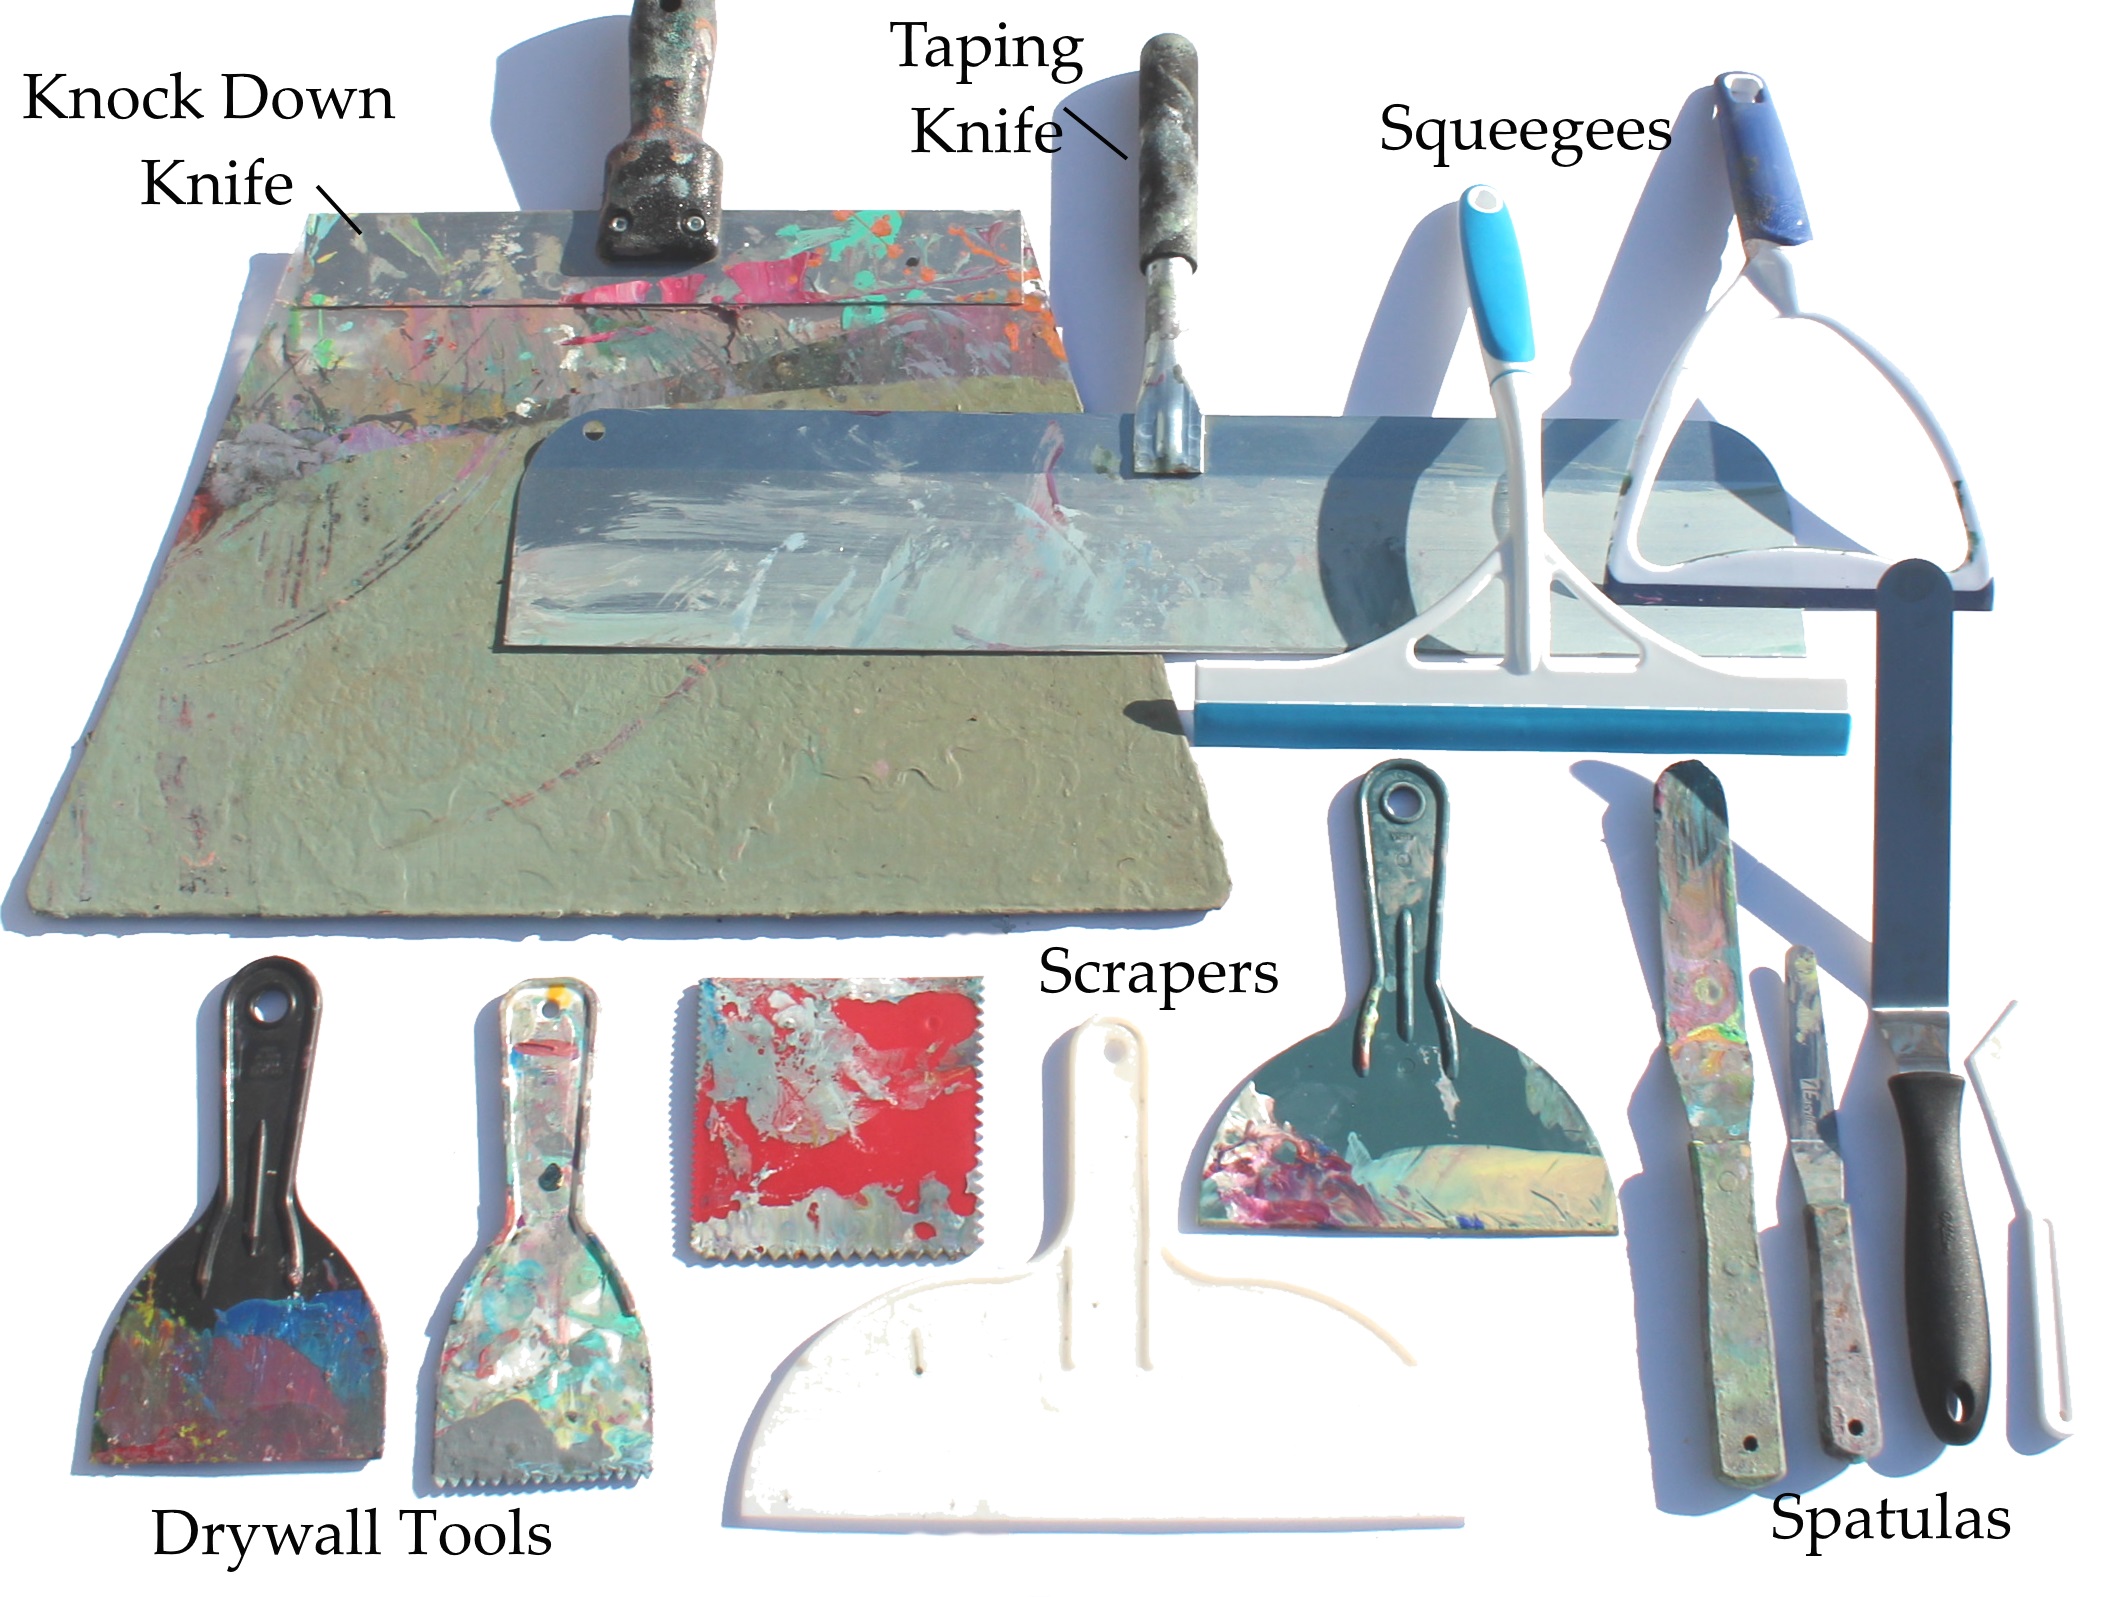 Knock Down
Knife
Taping
Knife
Squeegees
Scrapers
Drywall Tools
Spatulas